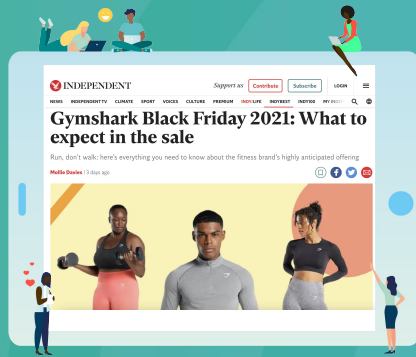 INDEPENDENT
Support us Contribute Subscribe LOGIN
NEWS INDEPENDENT TV CLIMATE SPORT VOICES CULTURE PREMIUM INDY/LIFE INDYBEST INDY100 MY INDY
Gymshark Black Friday 2021: What to
expect in the sale
Run, don't walk: here's everything you need to know about the fitness brand's highly anticipated offering
Mollie Davies | 3 days ago